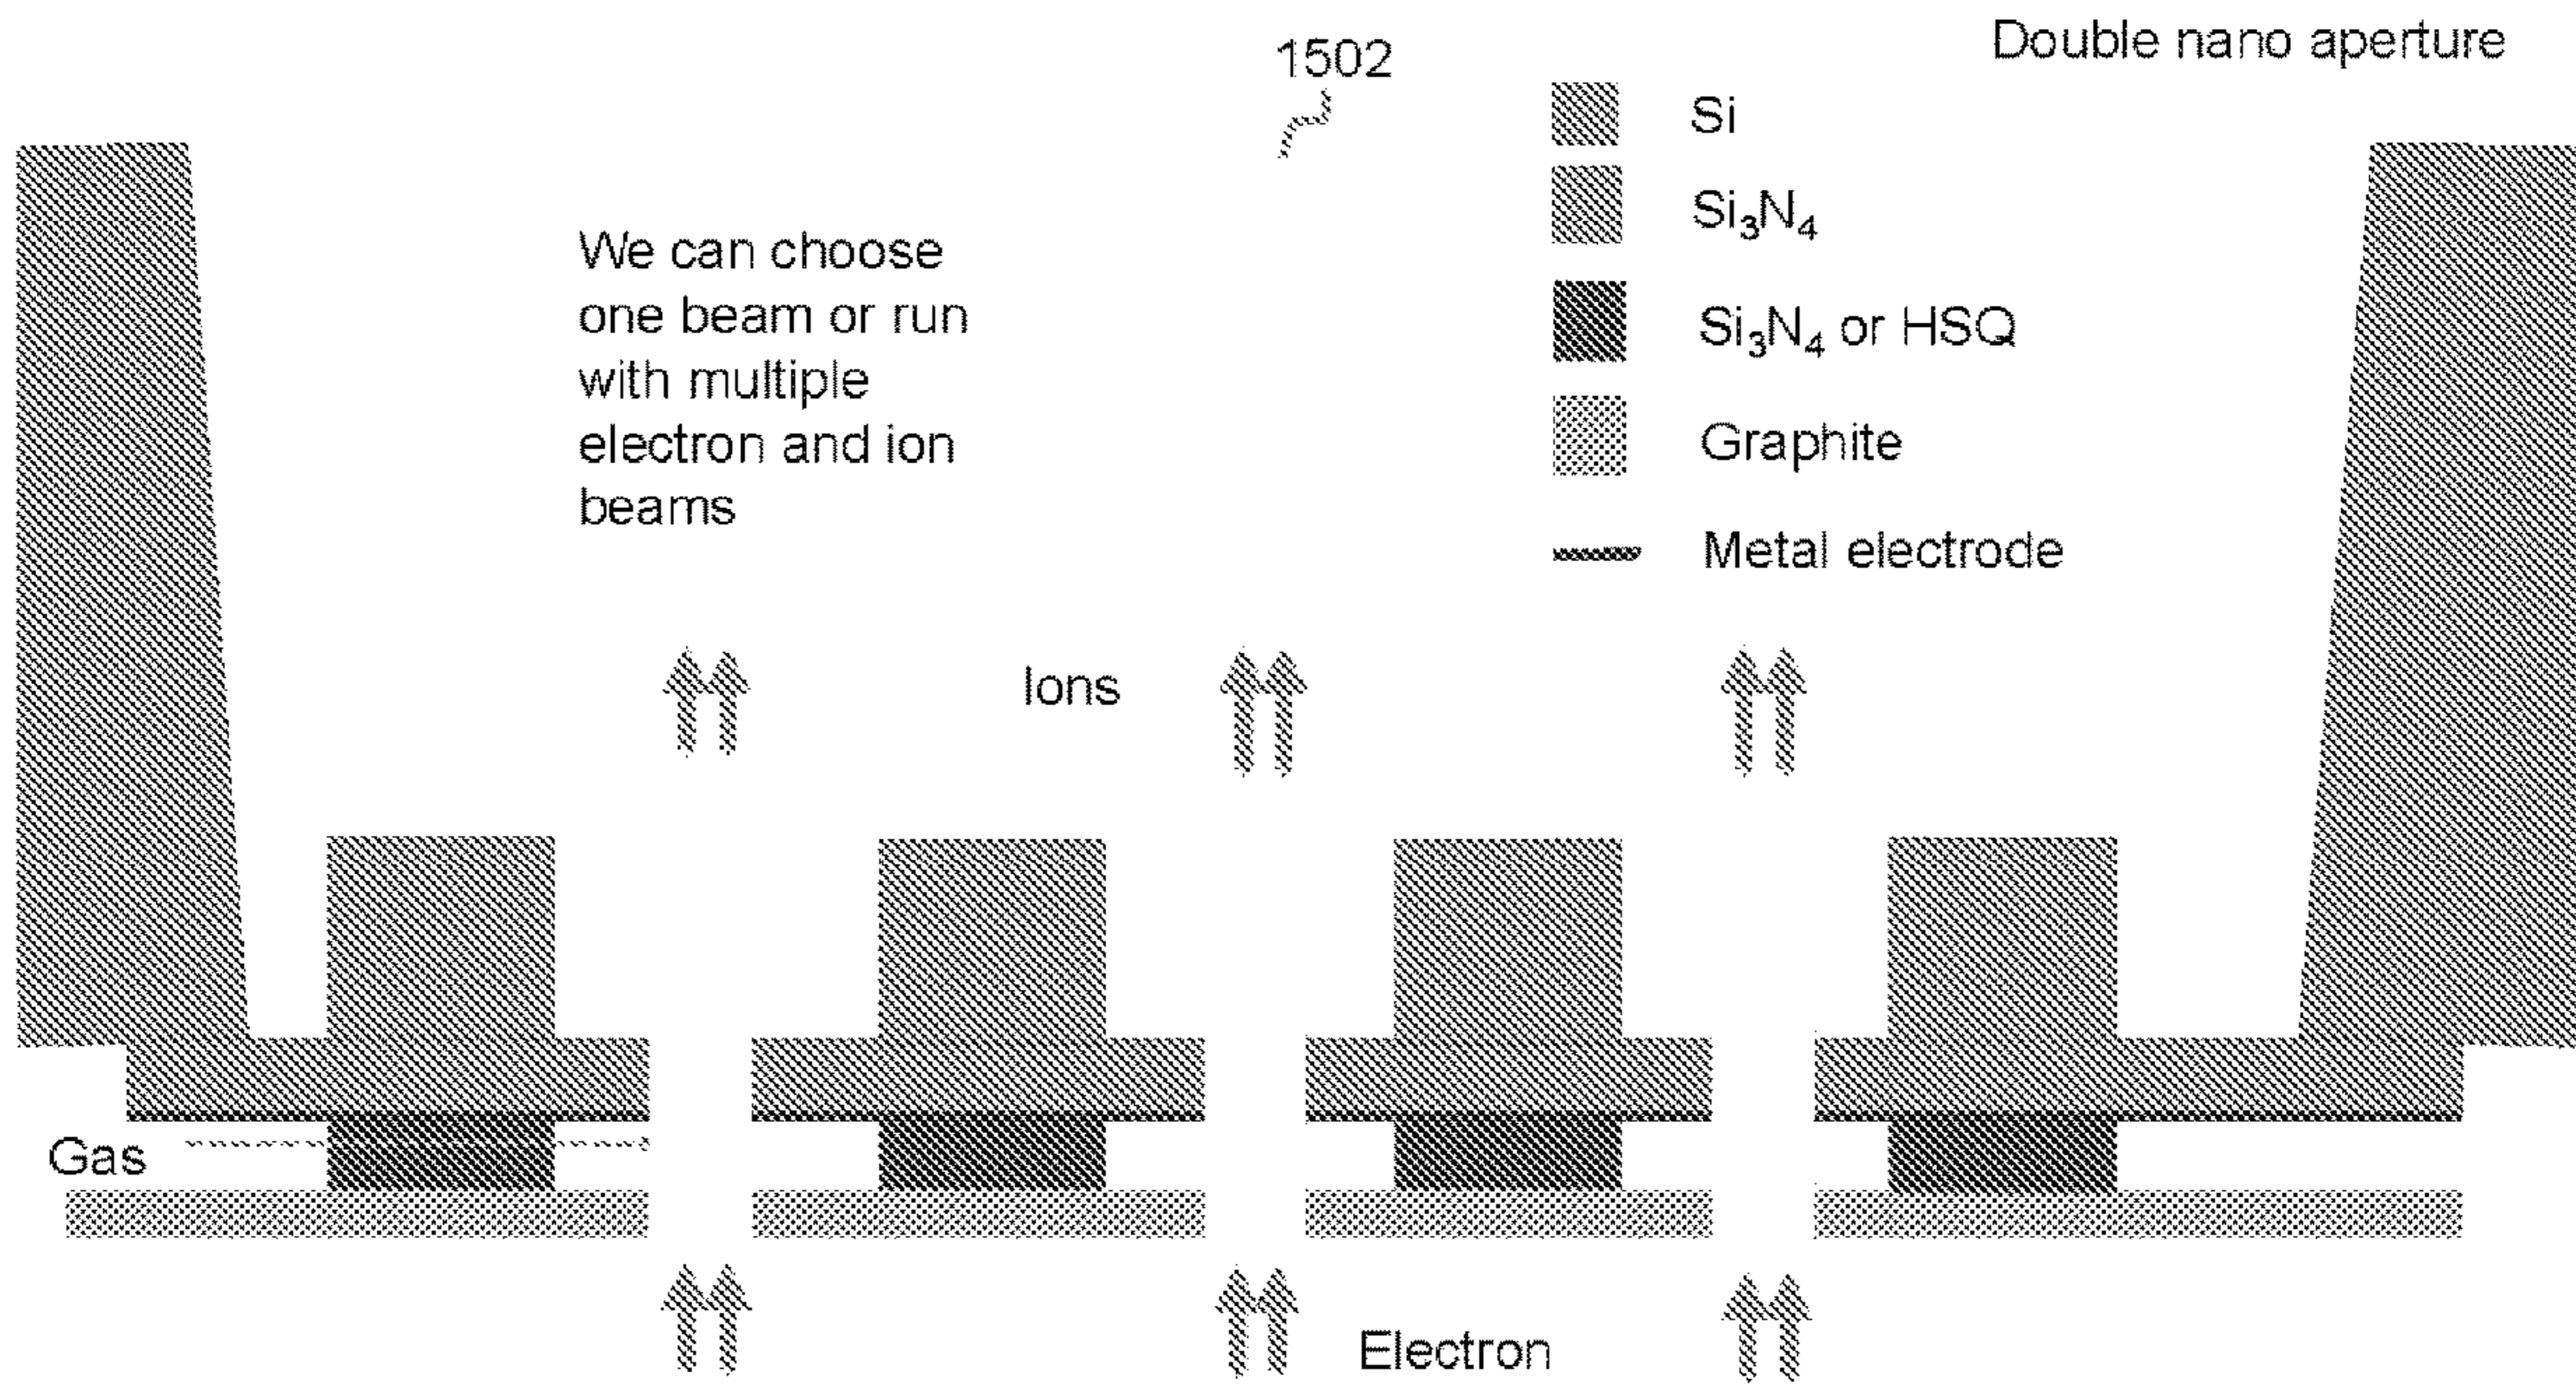 Double nano aperture
1502
Si
Si₃N₄
Si₃N₄ or HSQ
Graphite
Metal electrode
We can choose
one beam or run
with multiple
electron and ion
beams
Ions
Gas
Electron